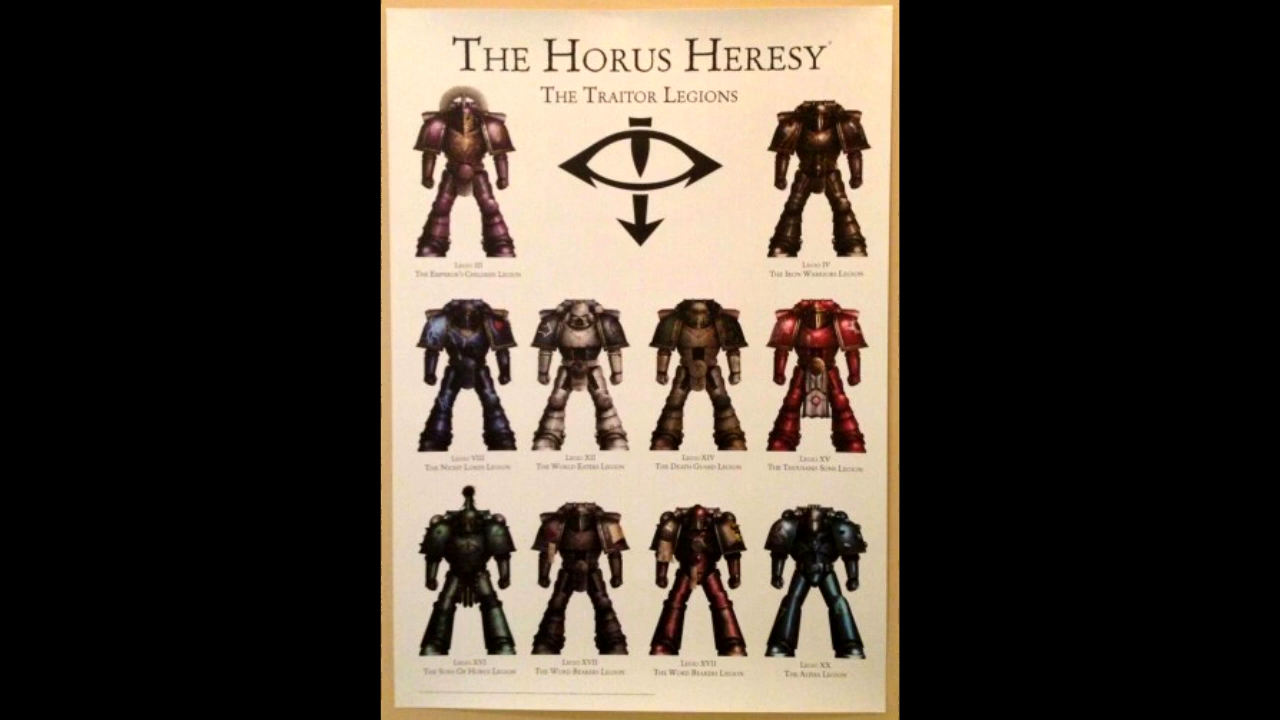 THE HORUS HERESY
THE TRAITOR LEGIONS
LEGIO III
THE EMPEROR'S CHILDREN LEGION
LEGIO IV
THE IRON WARRIORS LEGION
LEGIO VIII
THE NIGHT LORDS LEGION
LEGIO XII
THE WORLD EATERS LEGION
LEGIO XIV
THE DEATH GUARD LEGION
LEGIO XV
THE THOUSAND SONS LEGION
LEGIO XVI
THE SONS OF HORUS LEGION
LEGIO XVII
THE WORD BEARERS LEGION
LEGIO XVII
THE WORD BEARERS LEGION
LEGIO XX
THE ALPHA LEGION